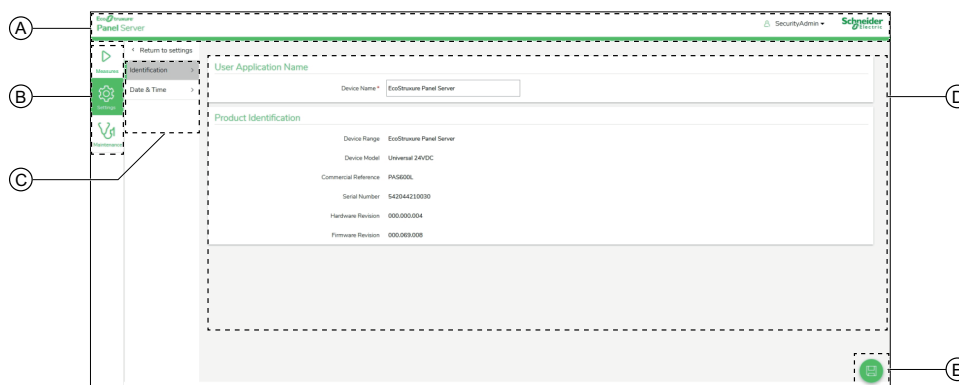 EcoStruxure
Panel Server
SecurityAdmin
Schneider
Electric
A
B
C
D
E
Measures
Settings
Maintenance
Return to settings
Identification
Date & Time
User Application Name
Device Name * EcoStruxure Panel Server
Product Identification
Device Range EcoStruxure Panel Server
Device Model Universal 24VDC
Commercial Reference PAS600L
Serial Number 542044210030
Hardware Revision 000.000.004
Firmware Revision 000.069.008